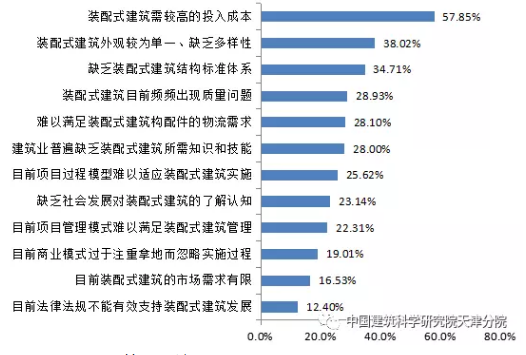 装配式建筑需较高的投入成本 57.85%
装配式建筑外观较为单一、缺乏多样性 38.02%
缺乏装配式建筑结构标准体系 34.71%
装配式建筑目前频频出现质量问题 28.93%
难以满足装配式建筑构配件的物流需求 28.10%
建筑业普遍缺乏装配式建筑所需知识和技能 28.00%
目前项目过程模型难以适应装配式建筑实施 25.62%
缺乏社会发展对装配式建筑的了解认知 23.14%
目前项目管理模式难以满足装配式建筑管理 22.31%
目前商业模式过于注重拿地而忽略实施过程 19.01%
目前装配式建筑的市场需求有限 16.53%
目前法律法规不能有效支持装配式建筑发展 12.40%
中国建筑科学研究院天津分院
0.0% 20.0% 40.0% 60.0% 80.0%